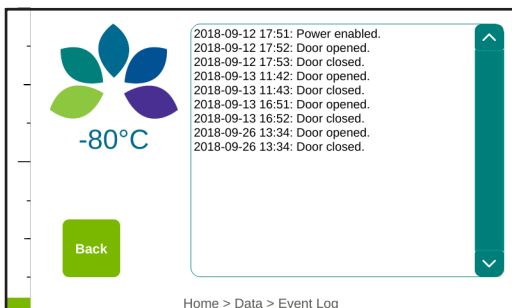 2018-09-12 17:51: Power enabled.
2018-09-12 17:52: Door opened.
2018-09-12 17:53: Door closed.
2018-09-13 11:42: Door opened.
2018-09-13 11:43: Door closed.
2018-09-13 16:51: Door opened.
2018-09-13 16:52: Door closed.
2018-09-26 13:34: Door opened.
2018-09-26 13:34: Door closed.
-80°C
Back
Home > Data > Event Log